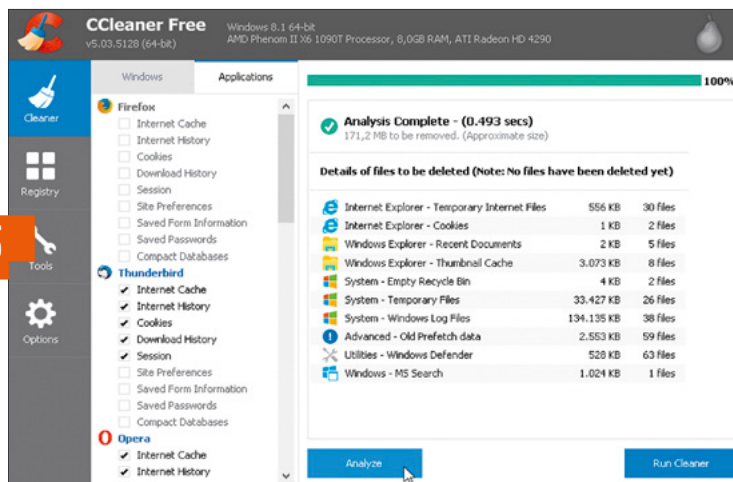 CCleaner Free
v5.03.5128 (64-bit)
Windows 8.1 64-bit
AMD Phenom II X6 1090T Processor, 8,0GB RAM, ATI Radeon HD 4290
Cleaner
Registry
Tools
Options
Windows
Applications
Firefox
Internet Cache
Internet History
Cookies
Download History
Session
Site Preferences
Saved Form Information
Saved Passwords
Compact Databases
Thunderbird
Internet Cache
Internet History
Cookies
Download History
Session
Site Preferences
Saved Form Information
Saved Passwords
Compact Databases
Opera
Internet Cache
Internet History
100%
Analysis Complete - (0.493 secs)
171,2 MB to be removed. (Approximate size)
Details of files to be deleted (Note: No files have been deleted yet)
Internet Explorer - Temporary Internet Files 556 KB 30 files
Internet Explorer - Cookies 1 KB 2 files
Windows Explorer - Recent Documents 2 KB 5 files
Windows Explorer - Thumbnail Cache 3.073 KB 8 files
System - Empty Recycle Bin 4 KB 2 files
System - Temporary Files 33.427 KB 26 files
System - Windows Log Files 134.135 KB 38 files
Advanced - Old Prefetch data 2.553 KB 59 files
Utilities - Windows Defender 528 KB 63 files
Windows - MS Search 1.024 KB 1 files
Analyze
Run Cleaner